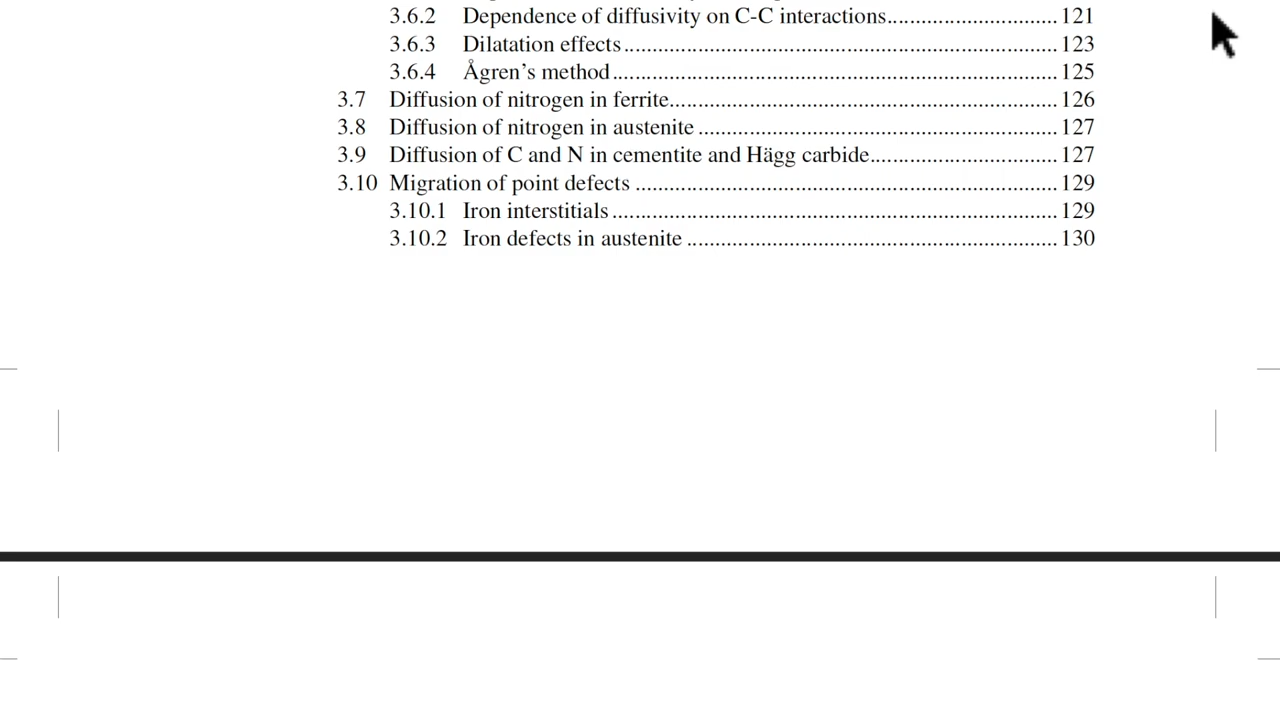 3.6.2 Dependence of diffusivity on C-C interactions.............................. 121
3.6.3 Dilatation effects............................................................................. 123
3.6.4 Ågren's method............................................................................... 125
3.7 Diffusion of nitrogen in ferrite..................................................................... 126
3.8 Diffusion of nitrogen in austenite ................................................................ 127
3.9 Diffusion of C and N in cementite and Hägg carbide................................. 127
3.10 Migration of point defects ........................................................................... 129
3.10.1 Iron interstitials ............................................................................... 129
3.10.2 Iron defects in austenite .................................................................. 130